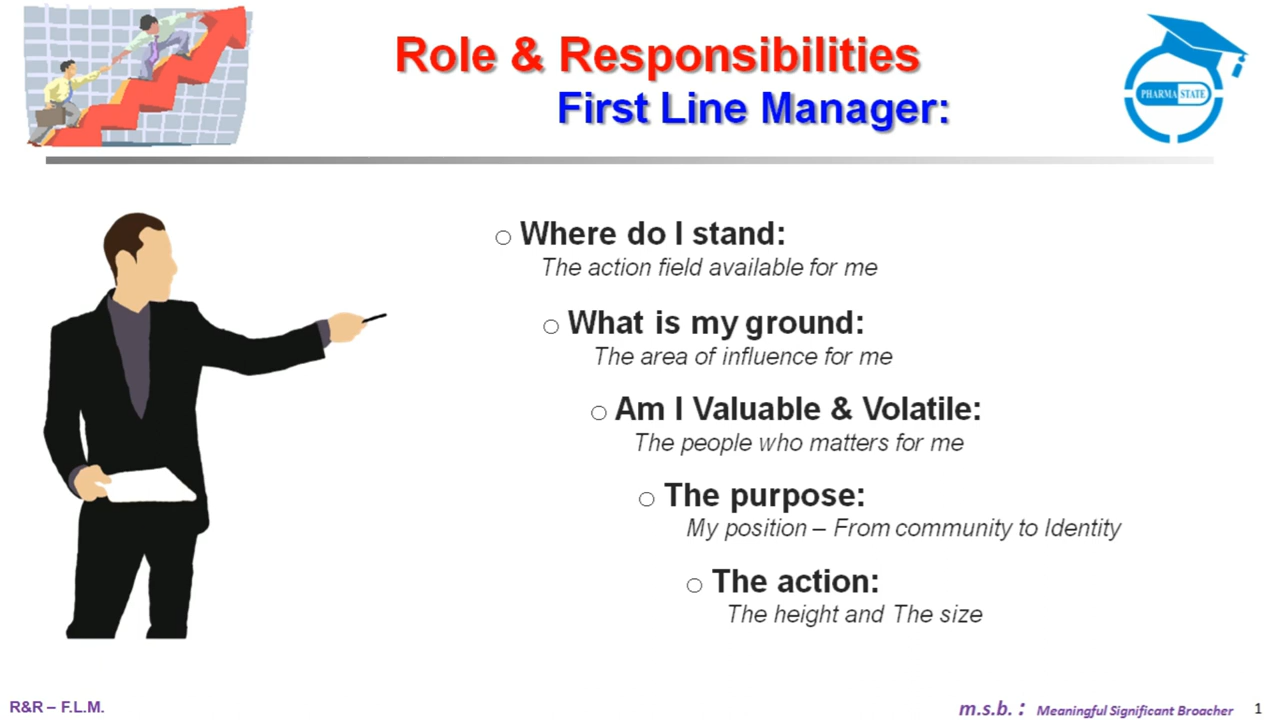 Role & Responsibilities
First Line Manager:
PHARMA STATE
o Where do I stand:
The action field available for me
o What is my ground:
The area of influence for me
o Am I Valuable & Volatile:
The people who matters for me
o The purpose:
My position – From community to Identity
o The action:
The height and The size
R&R – F.L.M.
m.s.b. : Meaningful Significant Broacher 1